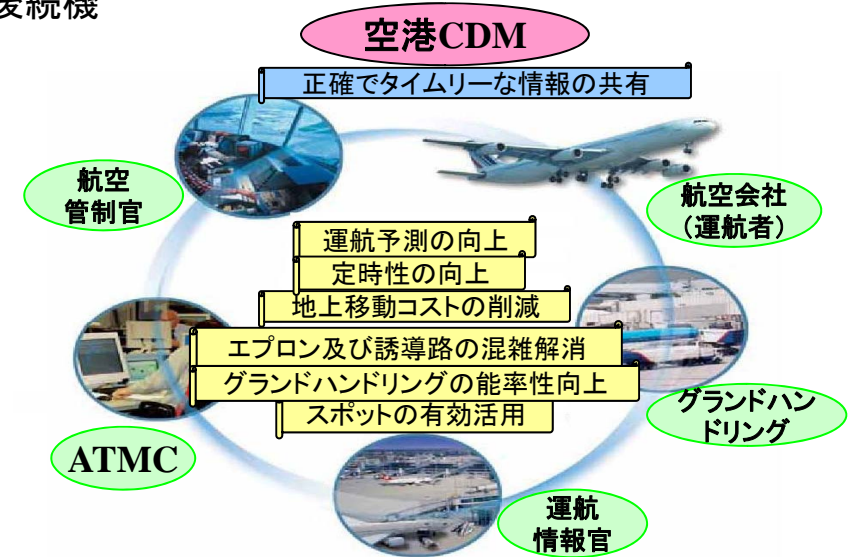 後続機
空港CDM
正確でタイムリーな情報の共有
航空
管制官
航空会社
（運航者）
運航予測の向上
定時性の向上
地上移動コストの削減
エプロン及び誘導路の混雑解消
グランドハンドリングの能率性向上
スポットの有効活用
グランドハン
ドリング
ATMC
運航
情報官